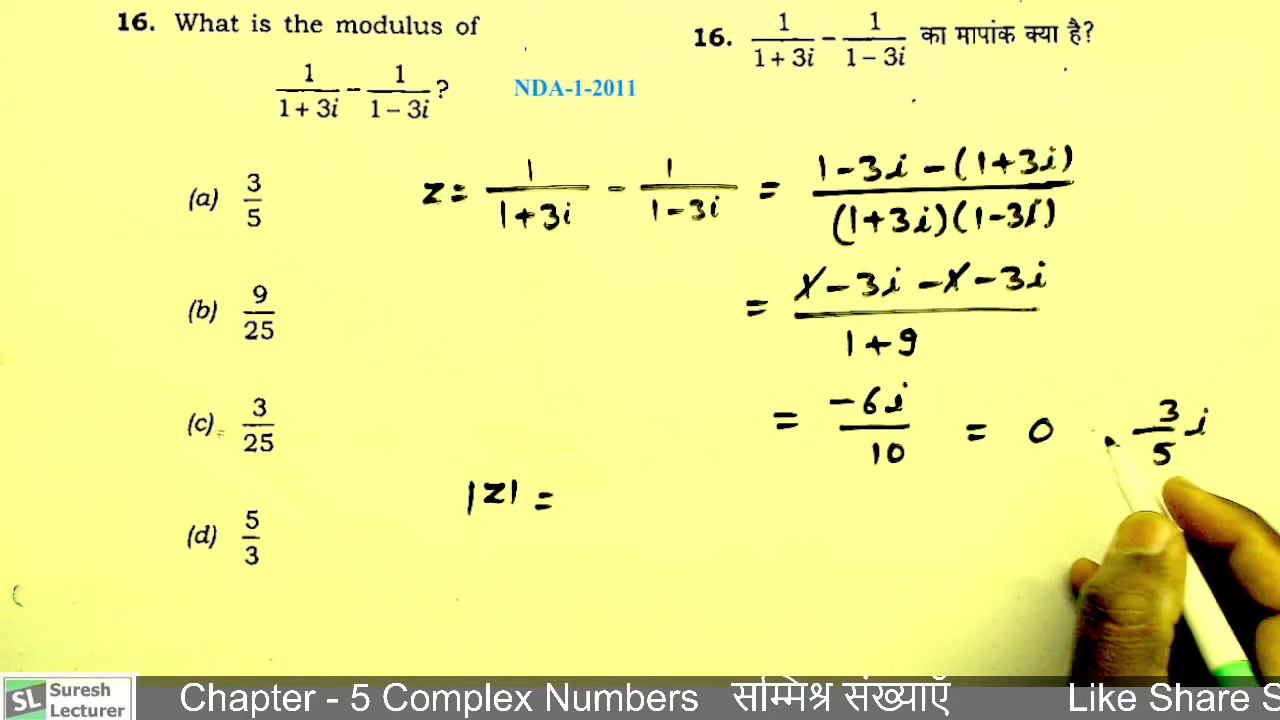 16. What is the modulus of
1/(1 + 3i) - 1/(1 - 3i) ?
NDA-1-2011
16. 1/(1 + 3i) - 1/(1 - 3i) का मापांक क्या है?
(a) 3/5
(b) 9/25
(c) 3/25
(d) 5/3
z = 1/(1+3i) - 1/(1-3i) = (1-3i-(1+3i))/((1+3i)(1-3i))
= (1-3i-1-3i)/(1+9)
= -6i/10 = 0 3/5 i
|z| =
SL Suresh Lecturer
Chapter - 5 Complex Numbers सम्मिश्र संख्याएँ Like Share S